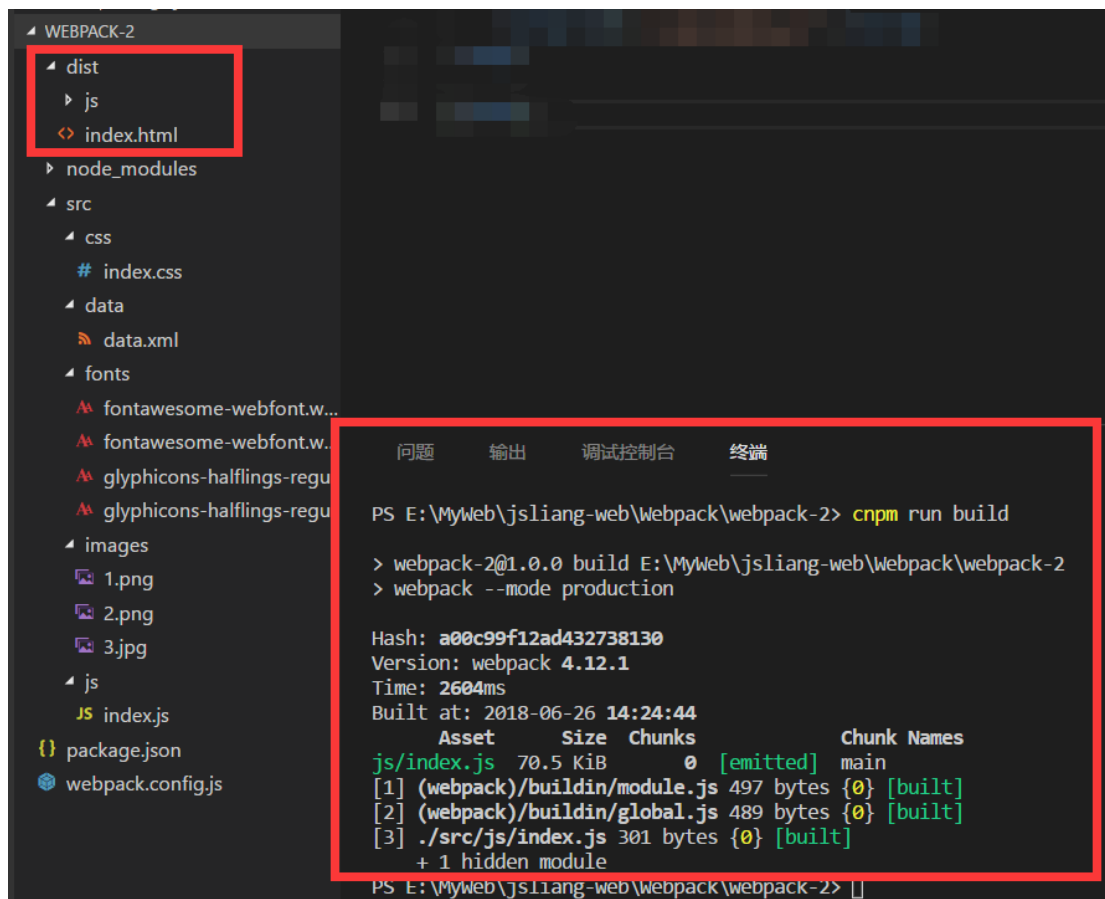 WEBPACK-2
dist
js
index.html
node_modules
src
css
# index.css
data
data.xml
fonts
fontawesome-webfont.w...
fontawesome-webfont.w..
glyphicons-halflings-regu
glyphicons-halflings-regu
images
1.png
2.png
3.jpg
js
JS index.js
{} package.json
webpack.config.js
问题 输出 调试控制台 终端
PS E:\MyWeb\jsliang-web\Webpack\webpack-2> cnpm run build
> webpack-2@1.0.0 build E:\MyWeb\jsliang-web\Webpack\webpack-2
> webpack --mode production
Hash: a00c99f12ad432738130
Version: webpack 4.12.1
Time: 2604ms
Built at: 2018-06-26 14:24:44
Asset Size Chunks Chunk Names
js/index.js 70.5 KiB 0 [emitted] main
[1] (webpack)/buildin/module.js 497 bytes {0} [built]
[2] (webpack)/buildin/global.js 489 bytes {0} [built]
[3] ./src/js/index.js 301 bytes {0} [built]
+ 1 hidden module
PS E:\MyWeb\jsliang-web\Webpack\webpack-2>